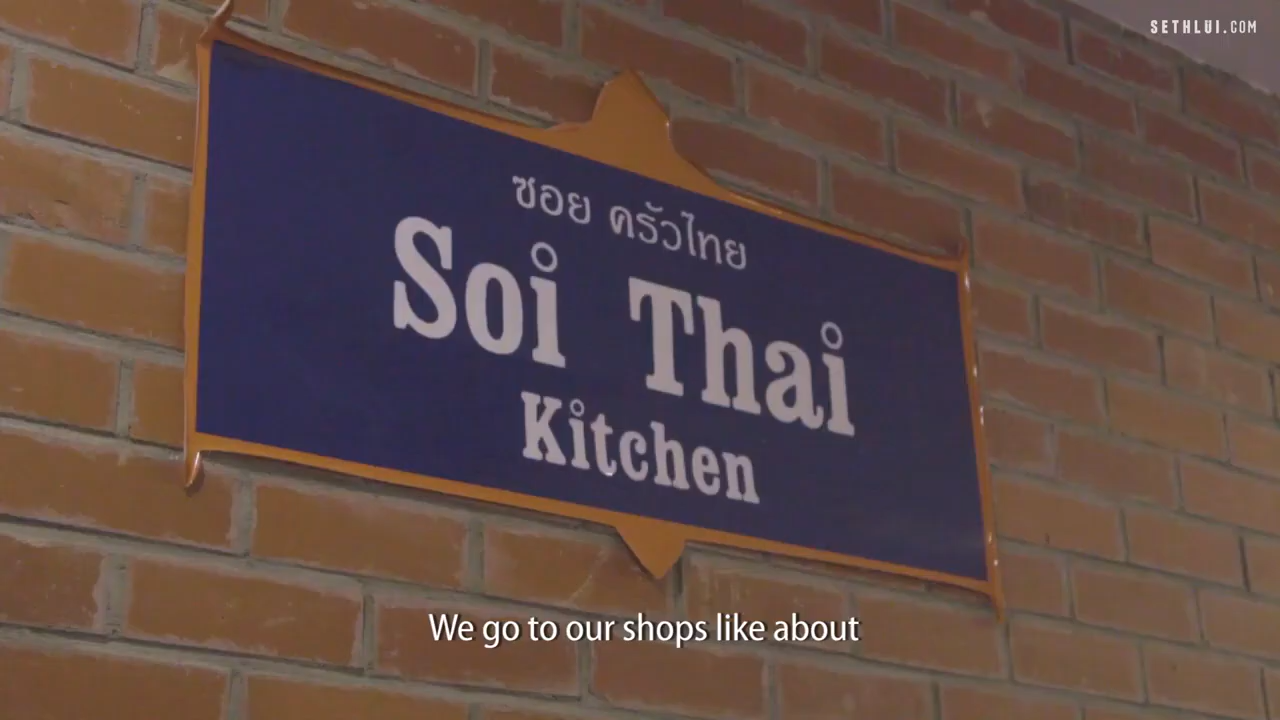 SETHLUI.COM
ซอย ครัวไทย
Soi Thai
Kitchen
We go to our shops like about